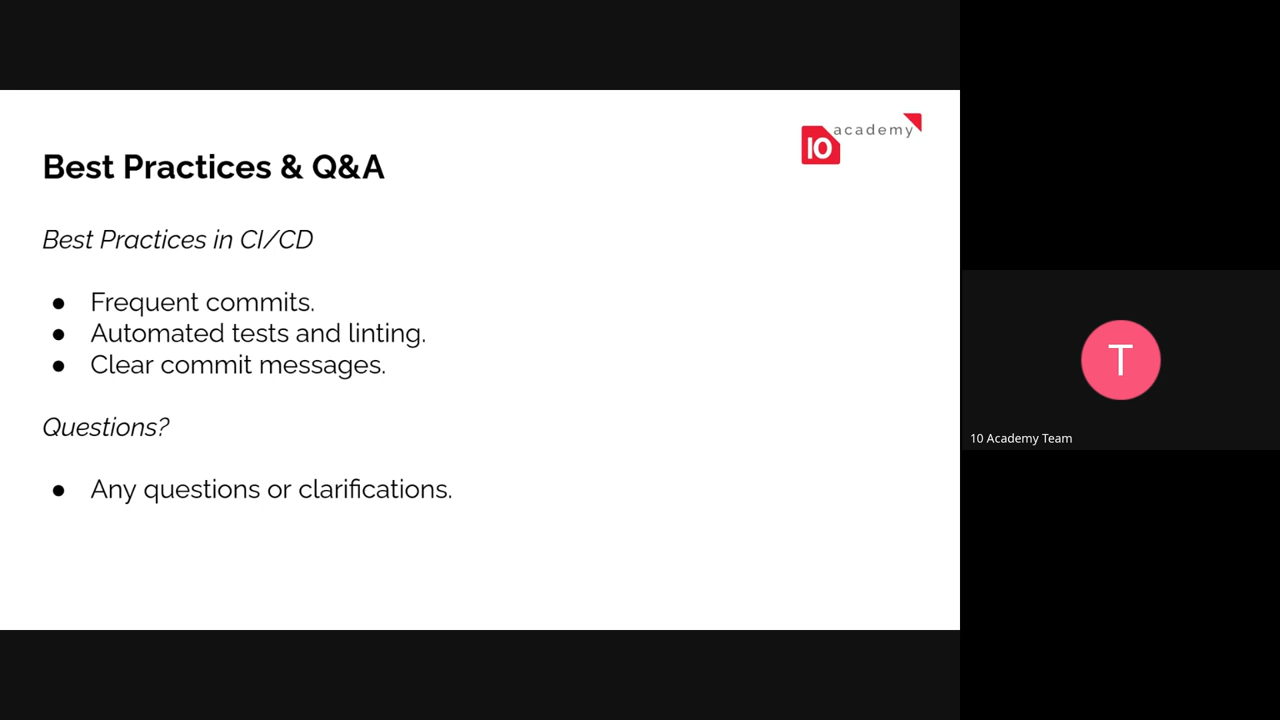 10 academy
Best Practices & Q&A
Best Practices in CI/CD
● Frequent commits.
● Automated tests and linting.
● Clear commit messages.
Questions?
● Any questions or clarifications.
T
10 Academy Team